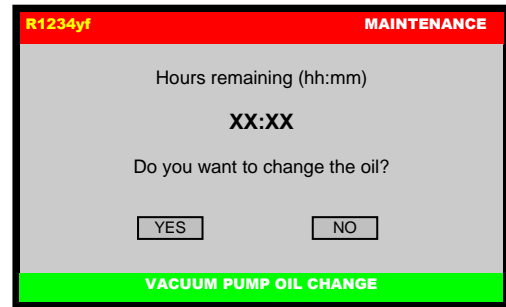 R1234yf MAINTENANCE
Hours remaining (hh:mm)
XX:XX
Do you want to change the oil?
YES NO
VACUUM PUMP OIL CHANGE